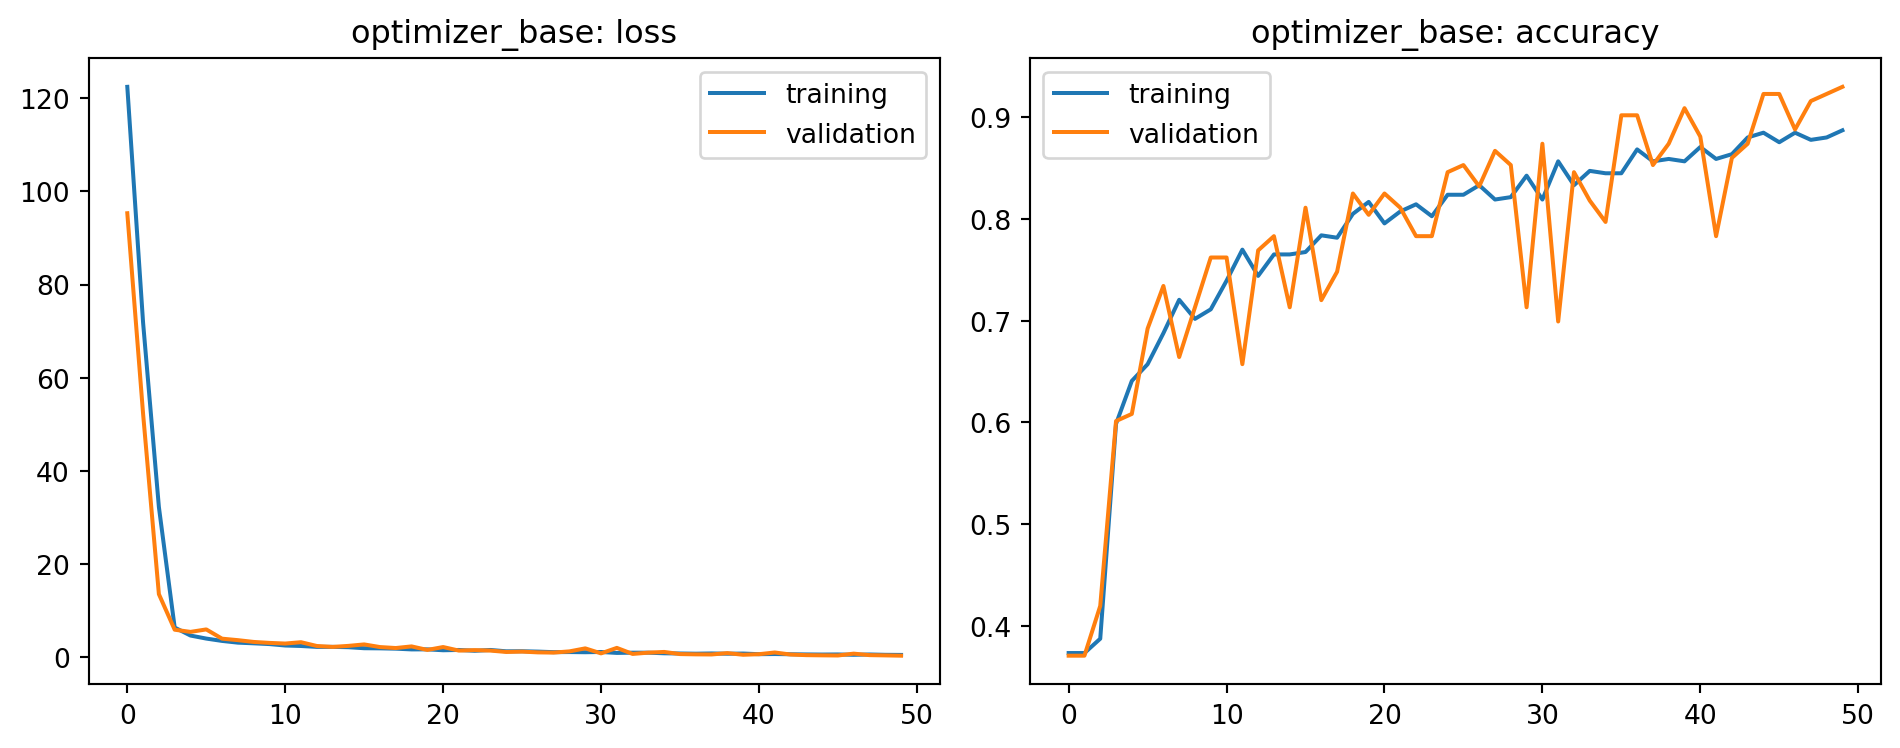 optimizer_base: loss
120
100
80
60
40
20
0
training
validation
0 10 20 30 40 50
optimizer_base: accuracy
0.9
0.8
0.7
0.6
0.5
0.4
training
validation
0 10 20 30 40 50